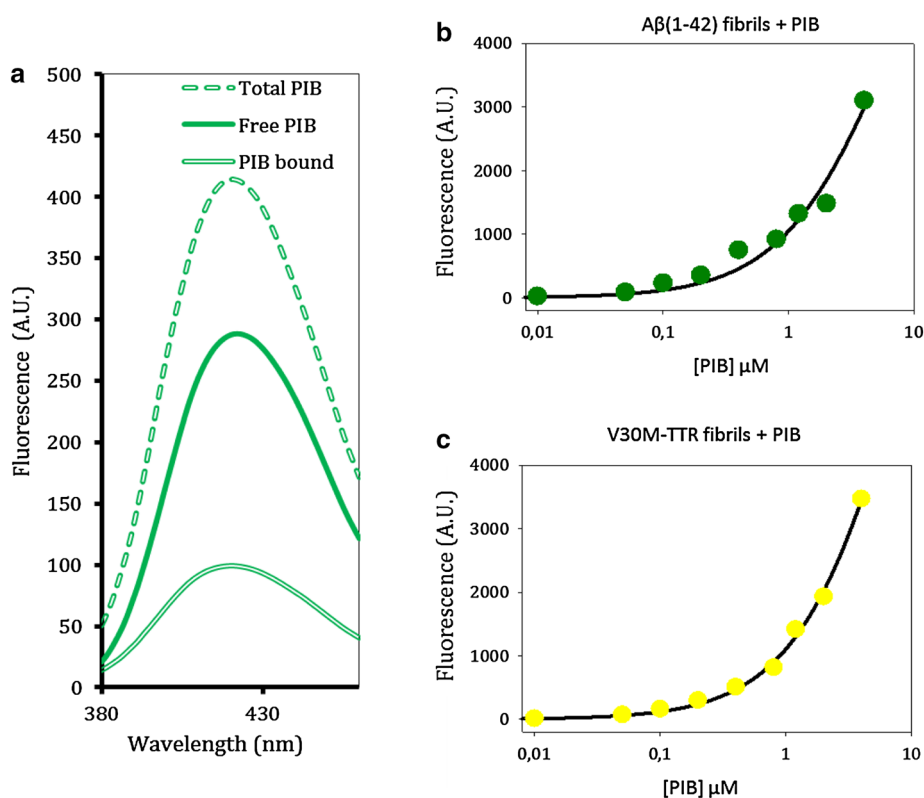 a
500
450
400
350
300
250
200
150
100
50
0
Fluorescence (A.U.)
Total PIB
Free PIB
PIB bound
380 430
Wavelength (nm)
b
Aβ(1-42) fibrils + PIB
4000
3000
2000
1000
0
Fluorescence (A.U.)
0,01 0,1 1 10
[PIB] µM
c
V30M-TTR fibrils + PIB
4000
3000
2000
1000
0
Fluorescence (A.U.)
0,01 0,1 1 10
[PIB] µM